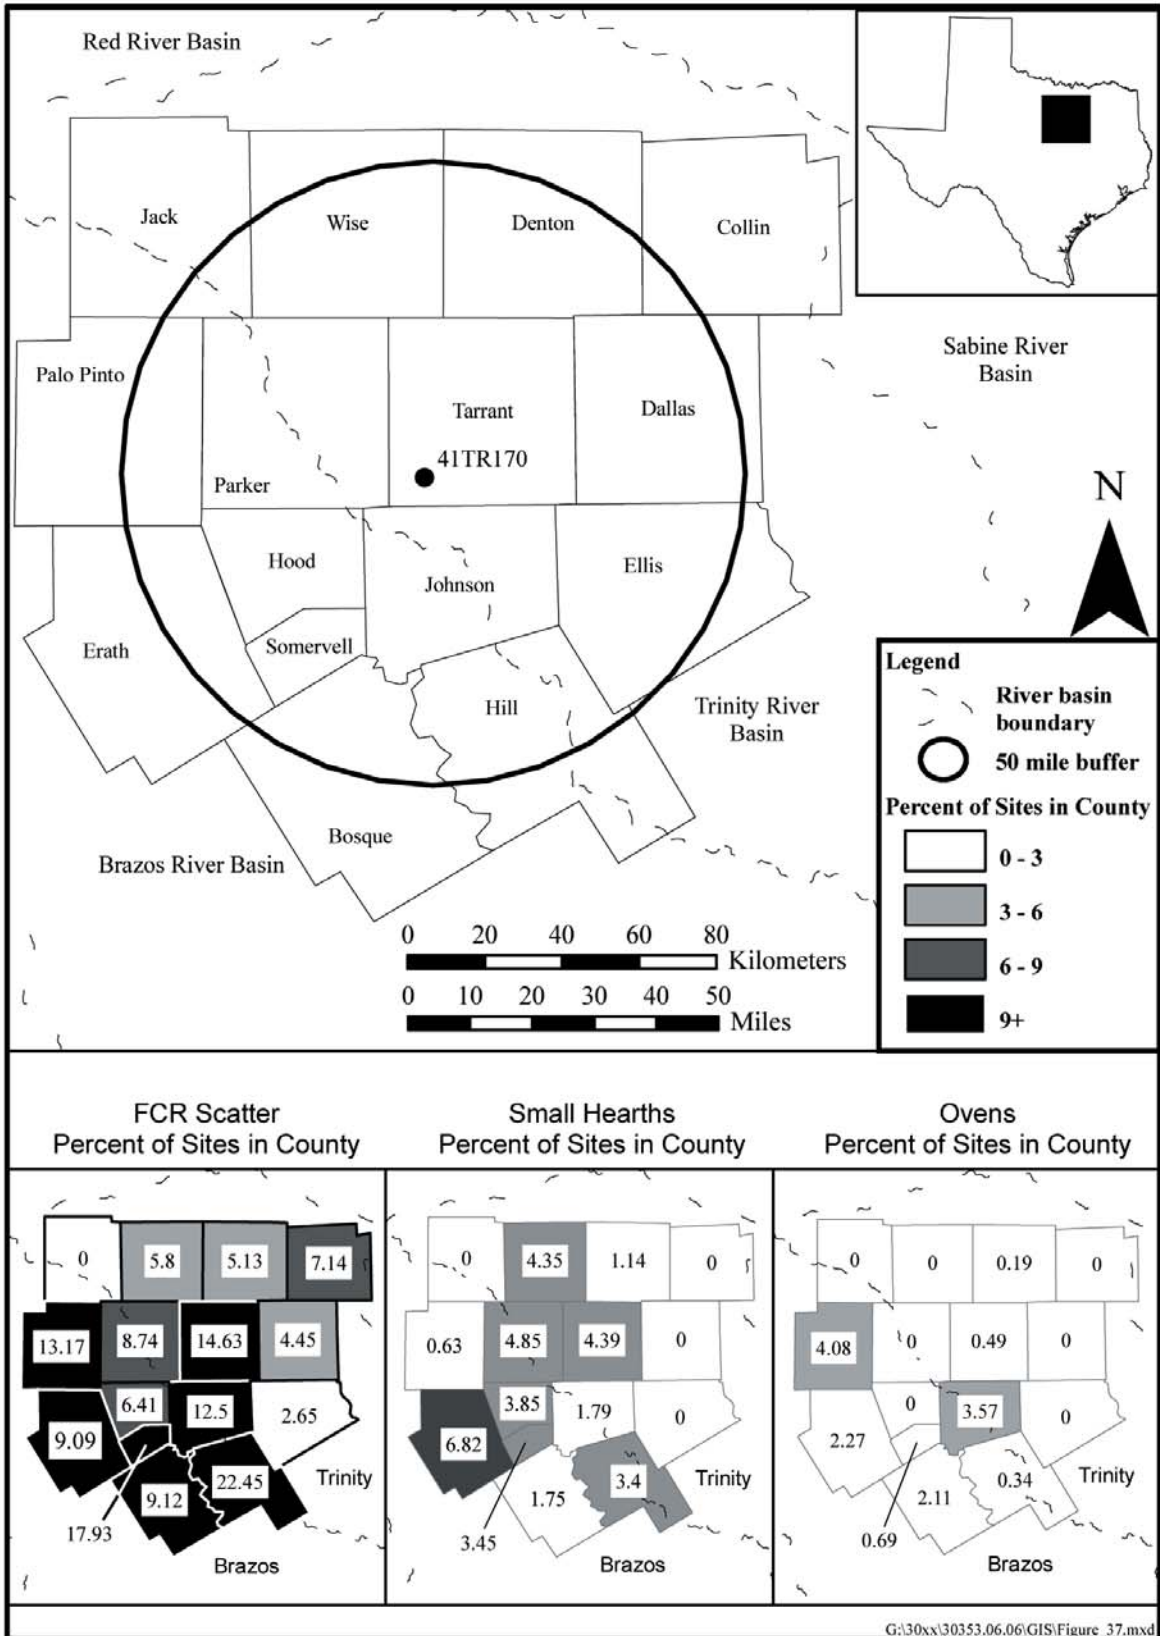 Red River Basin
Jack
Wise
Denton
Collin
Sabine River
Basin
Palo Pinto
Tarrant
Dallas
41TR170
Parker
N
Hood
Johnson
Ellis
Erath
Somervell
Hill
Trinity River
Basin
Bosque
Brazos River Basin
0 20 40 60 80
Kilometers
0 10 20 30 40 50
Miles
Legend
River basin
boundary
50 mile buffer
Percent of Sites in County
0 - 3
3 - 6
6 - 9
9+
FCR Scatter
Percent of Sites in County
0
5.8
5.13
7.14
13.17
8.74
14.63
4.45
6.41
12.5
2.65
9.09
22.45
9.12
17.93
Trinity
Brazos
Small Hearths
Percent of Sites in County
0
4.35
1.14
0
0.63
4.85
4.39
0
3.85
1.79
0
6.82
3.4
1.75
3.45
Trinity
Brazos
Ovens
Percent of Sites in County
0
0
0.19
0
4.08
0
0.49
0
0
3.57
0
2.27
0.34
2.11
0.69
Trinity
Brazos
G:\30xx\30353.06.06\GIS\Figure_37.mxd